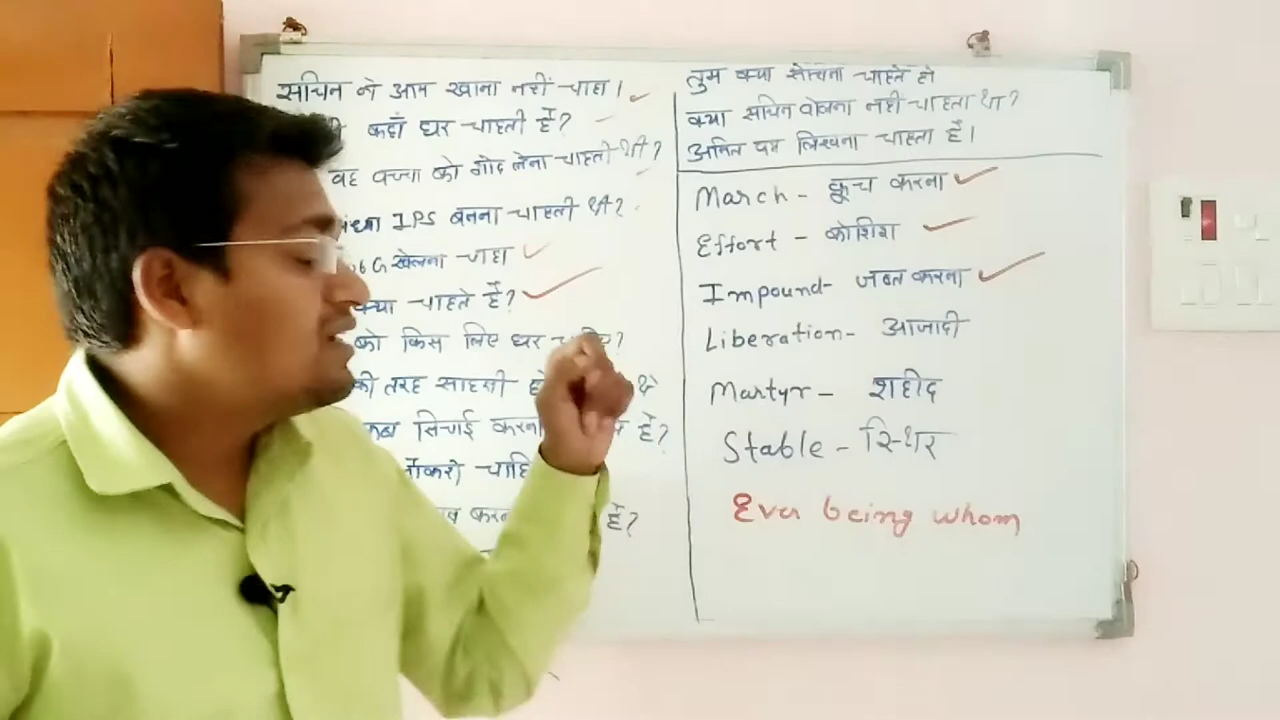 सचिन ने आम खाना नहीं चाहा।
कहाँ घर चाहती हैं?
वह बच्चा को गोद लेना चाहती थी?
IPS बनना चाहती थी?
G खेलना चाहा
क्या चाहते हैं?
को किस लिए घर
की तरह साहसी
कब सिंचाई करना हैं?
नौकरी
हैं?
तुम क्या सोचना चाहते हो
क्या सचिन बोलना नहीं चाहता था?
अनिल पत्र लिखना चाहता हैं।
March - कूच करना
Effort - कोशिश
Impound - जब्त करना
Liberation - आजादी
Martyr - शहीद
Stable - स्थिर
Ever being whom